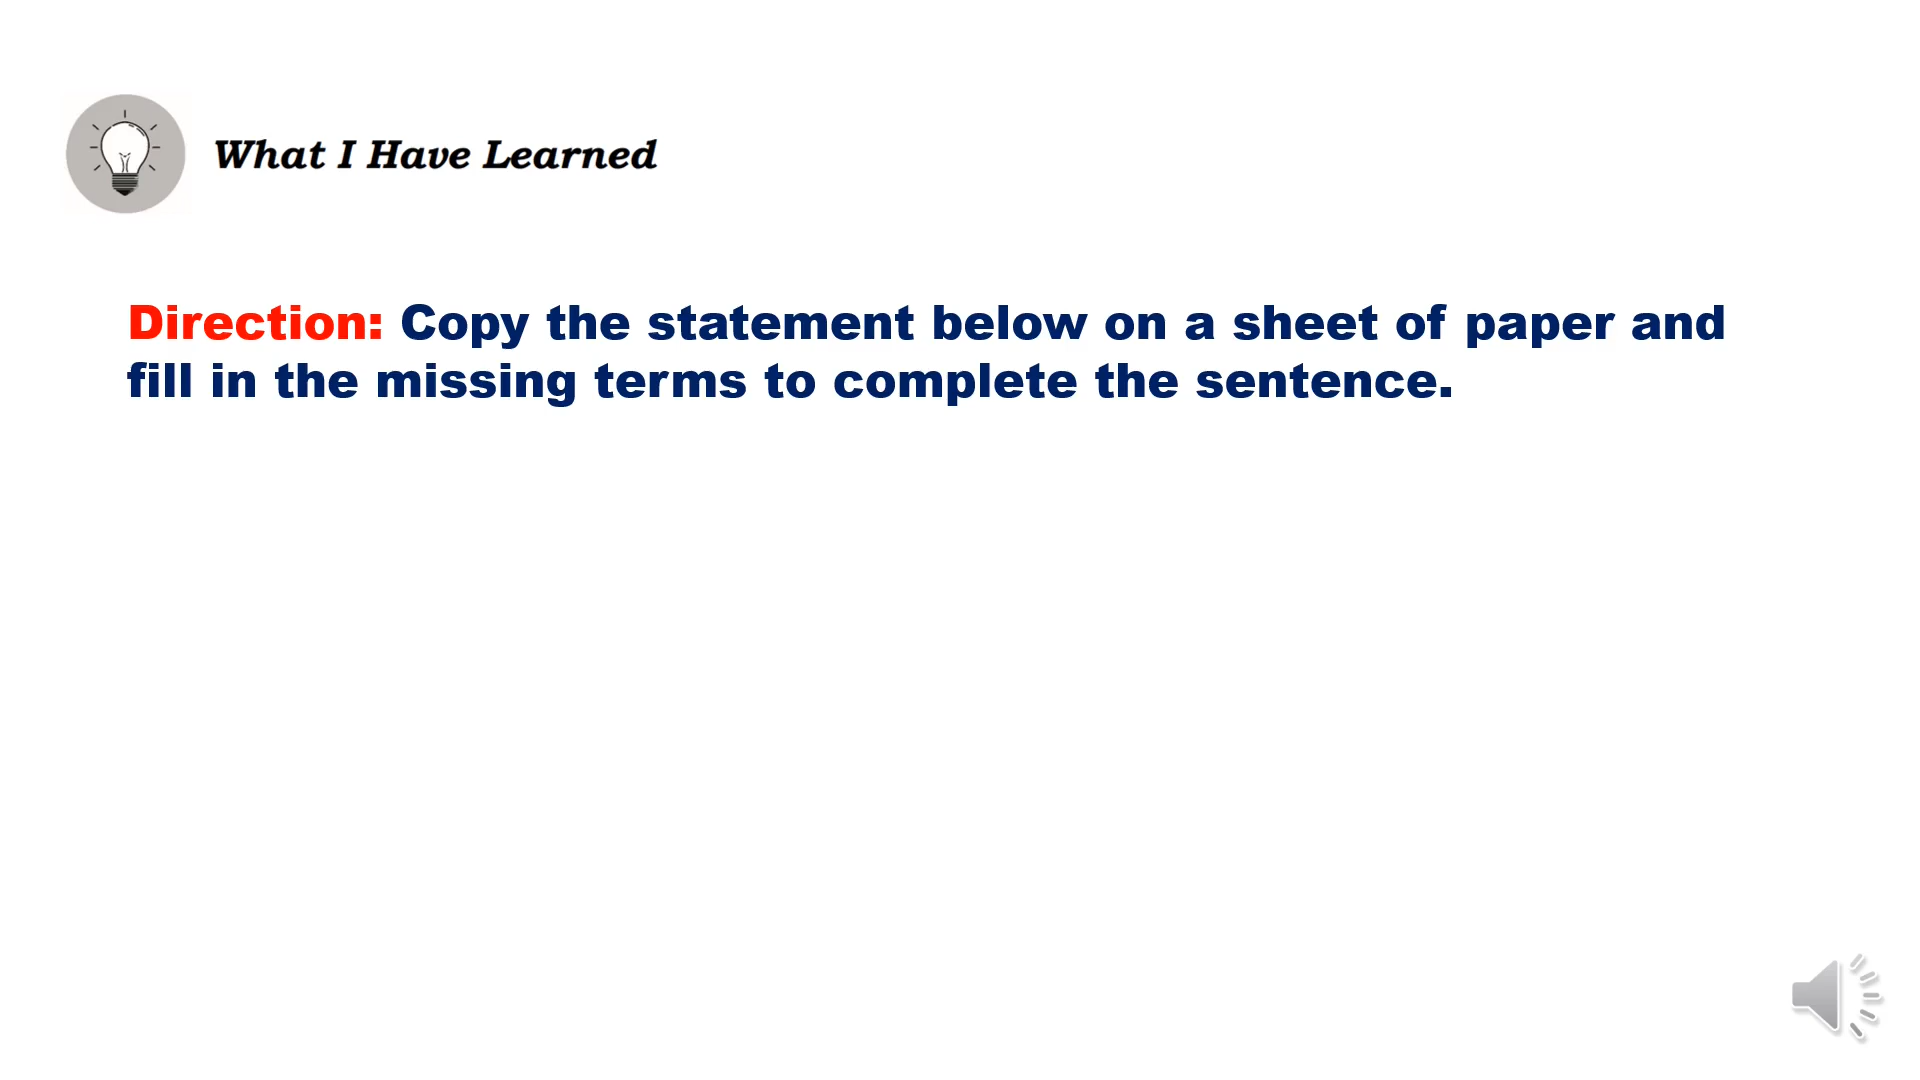 What I Have Learned
Direction: Copy the statement below on a sheet of paper and
fill in the missing terms to complete the sentence.